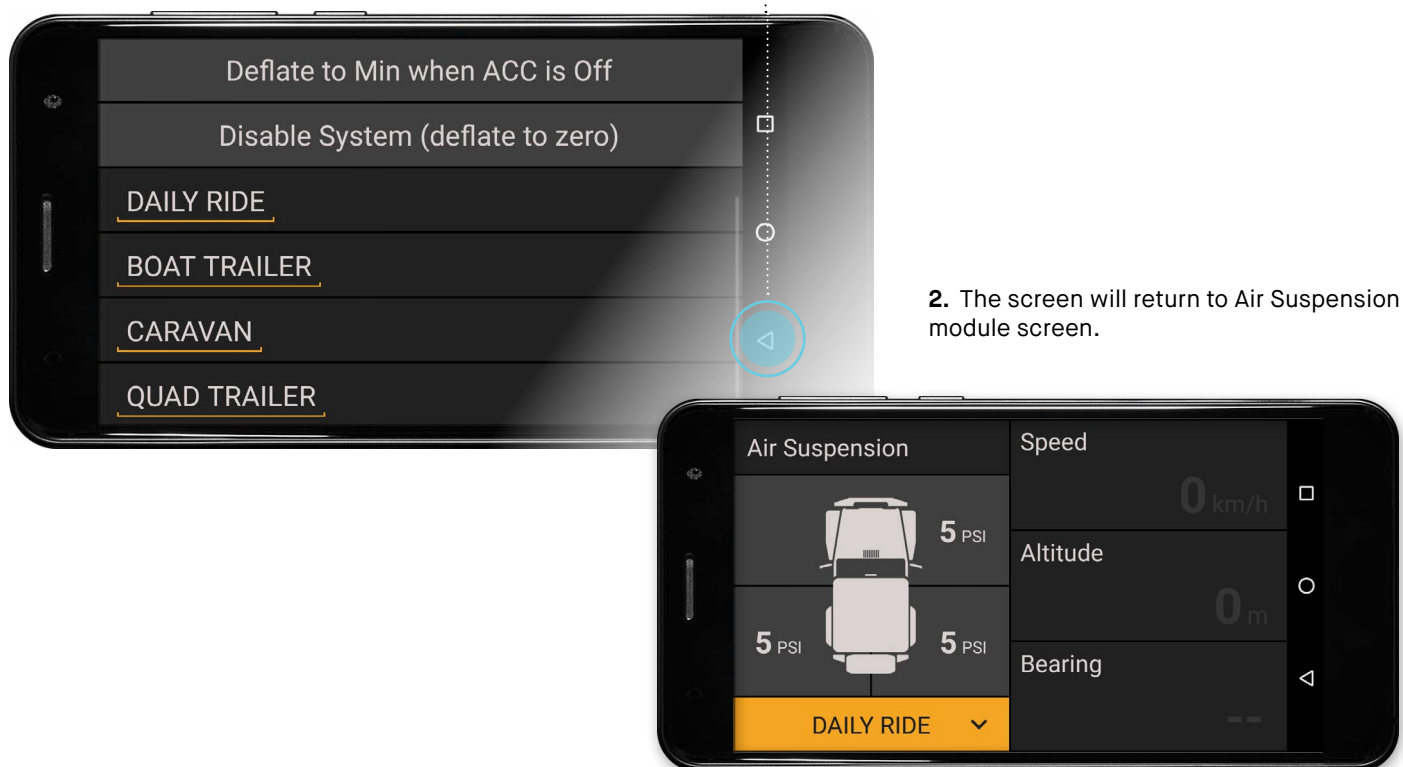 Deflate to Min when ACC is Off
Disable System (deflate to zero)
DAILY RIDE
BOAT TRAILER
CARAVAN
QUAD TRAILER
2. The screen will return to Air Suspension
module screen.
Air Suspension
5 PSI
5 PSI
5 PSI
DAILY RIDE
Speed
0 km/h
Altitude
0 m
Bearing
--